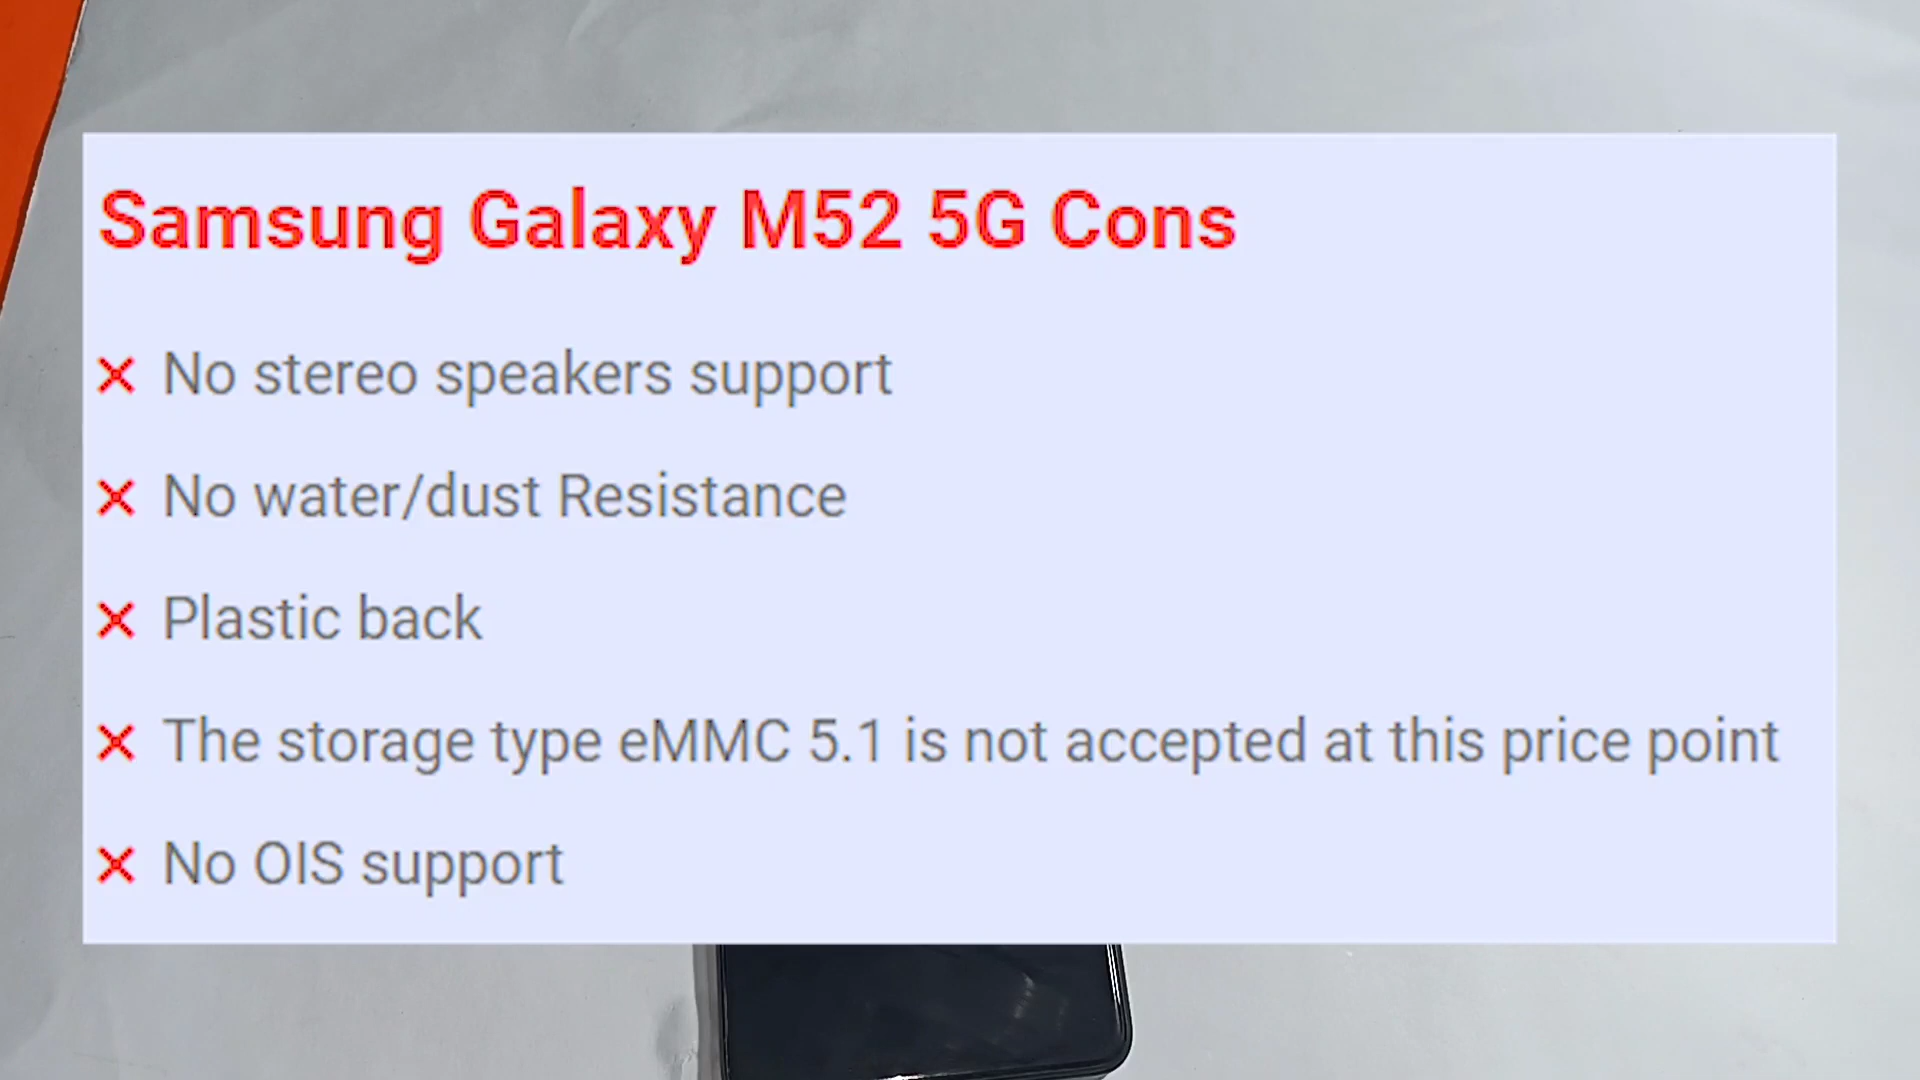 Samsung Galaxy M52 5G Cons
× No stereo speakers support
× No water/dust Resistance
× Plastic back
× The storage type eMMC 5.1 is not accepted at this price point
× No OIS support